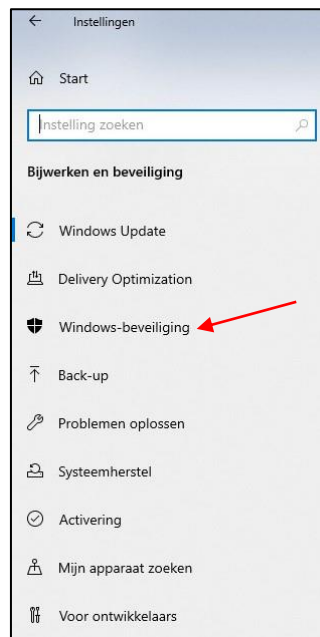 Instellingen
Start
Instelling zoeken
Bijwerken en beveiliging
Windows Update
Delivery Optimization
Windows-beveiliging
Back-up
Problemen oplossen
Systeemherstel
Activering
Mijn apparaat zoeken
Voor ontwikkelaars